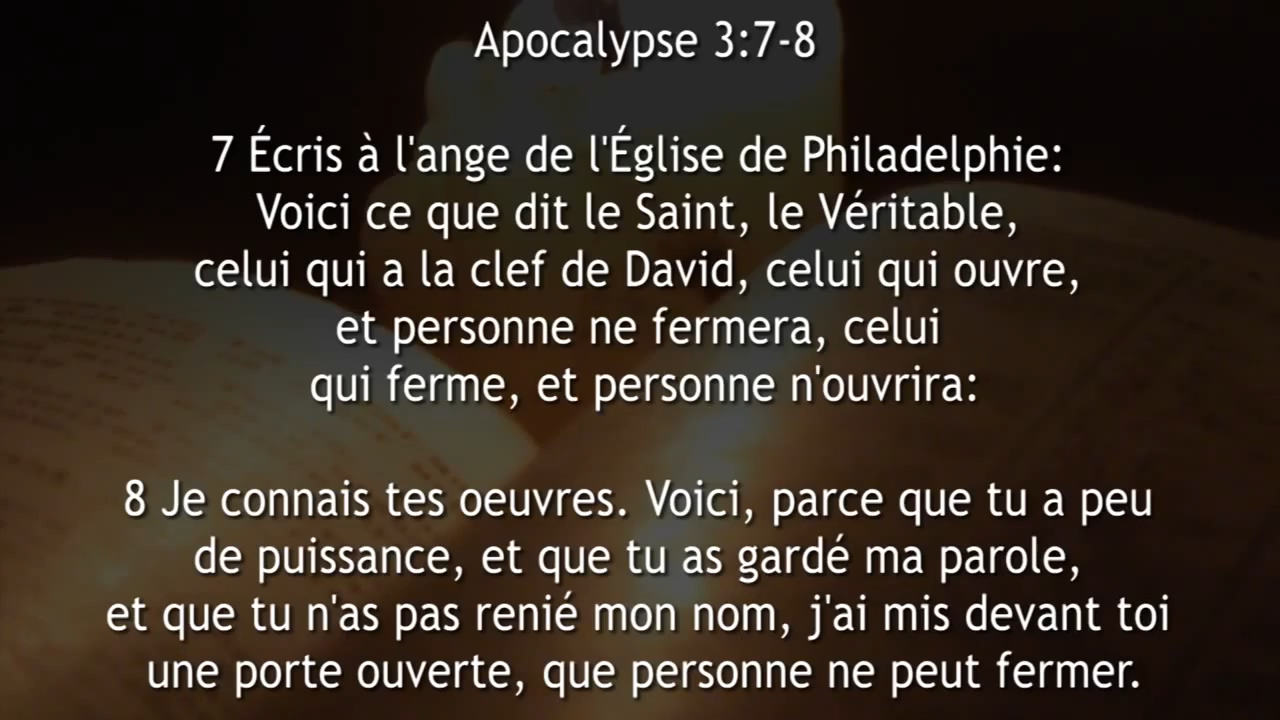 Apocalypse 3:7-8
7 Écris à l'ange de l'Église de Philadelphie:
Voici ce que dit le Saint, le Véritable,
celui qui a la clef de David, celui qui ouvre,
et personne ne fermera, celui
qui ferme, et personne n'ouvrira:
8 Je connais tes oeuvres. Voici, parce que tu a peu
de puissance, et que tu as gardé ma parole,
et que tu n'as pas renié mon nom, j'ai mis devant toi
une porte ouverte, que personne ne peut fermer.